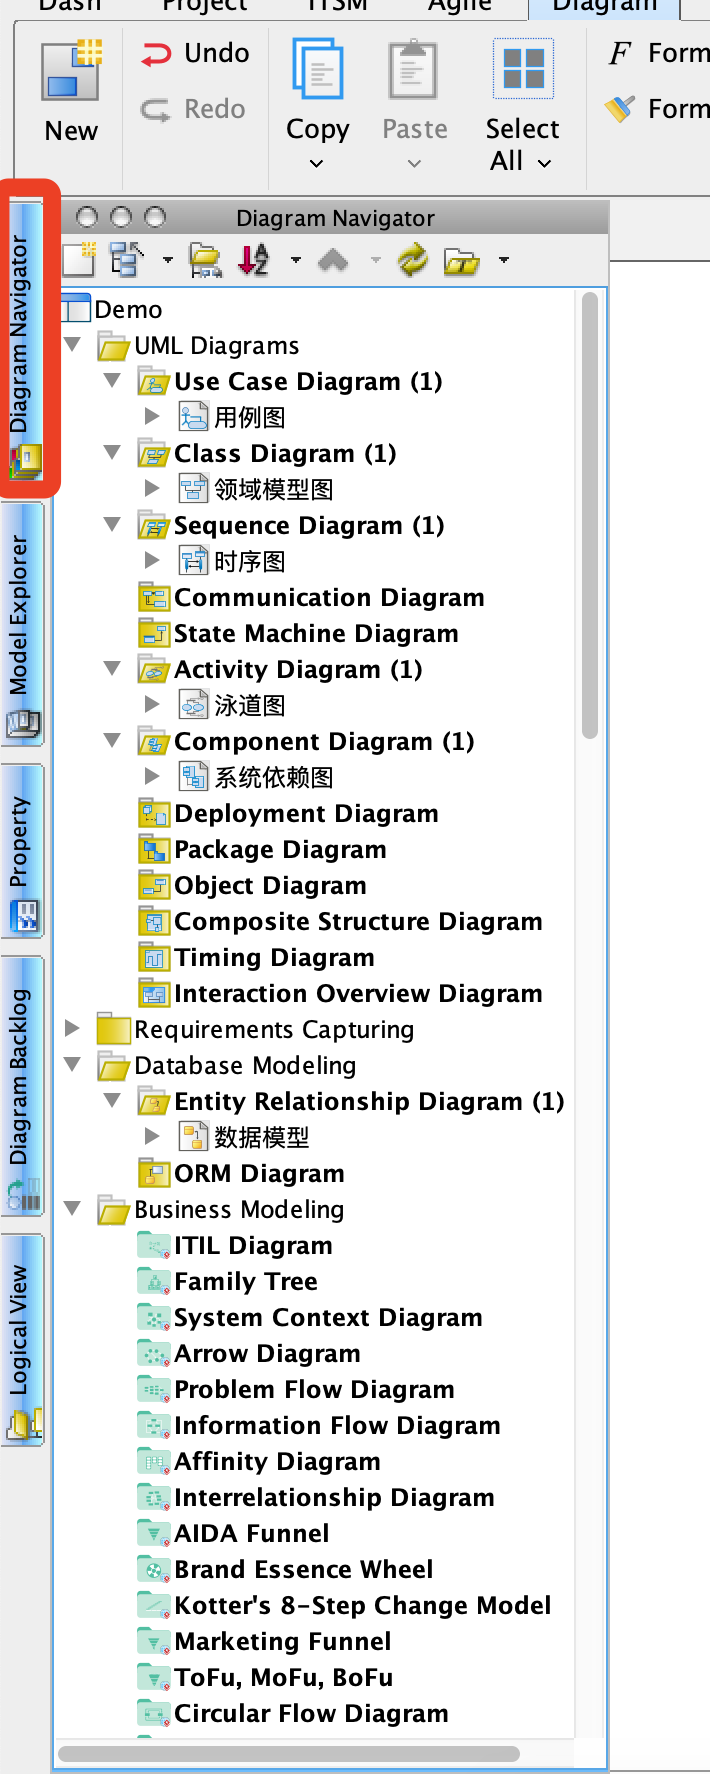 Dash Project ITSM Agile Diagram
New
Undo
Redo
Copy
Paste
Select All
Form
Form
Diagram Navigator
Model Explorer
Property
Diagram Backlog
Logical View
Diagram Navigator
Demo
UML Diagrams
Use Case Diagram (1)
用例图
Class Diagram (1)
领域模型图
Sequence Diagram (1)
时序图
Communication Diagram
State Machine Diagram
Activity Diagram (1)
泳道图
Component Diagram (1)
系统依赖图
Deployment Diagram
Package Diagram
Object Diagram
Composite Structure Diagram
Timing Diagram
Interaction Overview Diagram
Requirements Capturing
Database Modeling
Entity Relationship Diagram (1)
数据模型
ORM Diagram
Business Modeling
ITIL Diagram
Family Tree
System Context Diagram
Arrow Diagram
Problem Flow Diagram
Information Flow Diagram
Affinity Diagram
Interrelationship Diagram
AIDA Funnel
Brand Essence Wheel
Kotter's 8-Step Change Model
Marketing Funnel
ToFu, MoFu, BoFu
Circular Flow Diagram